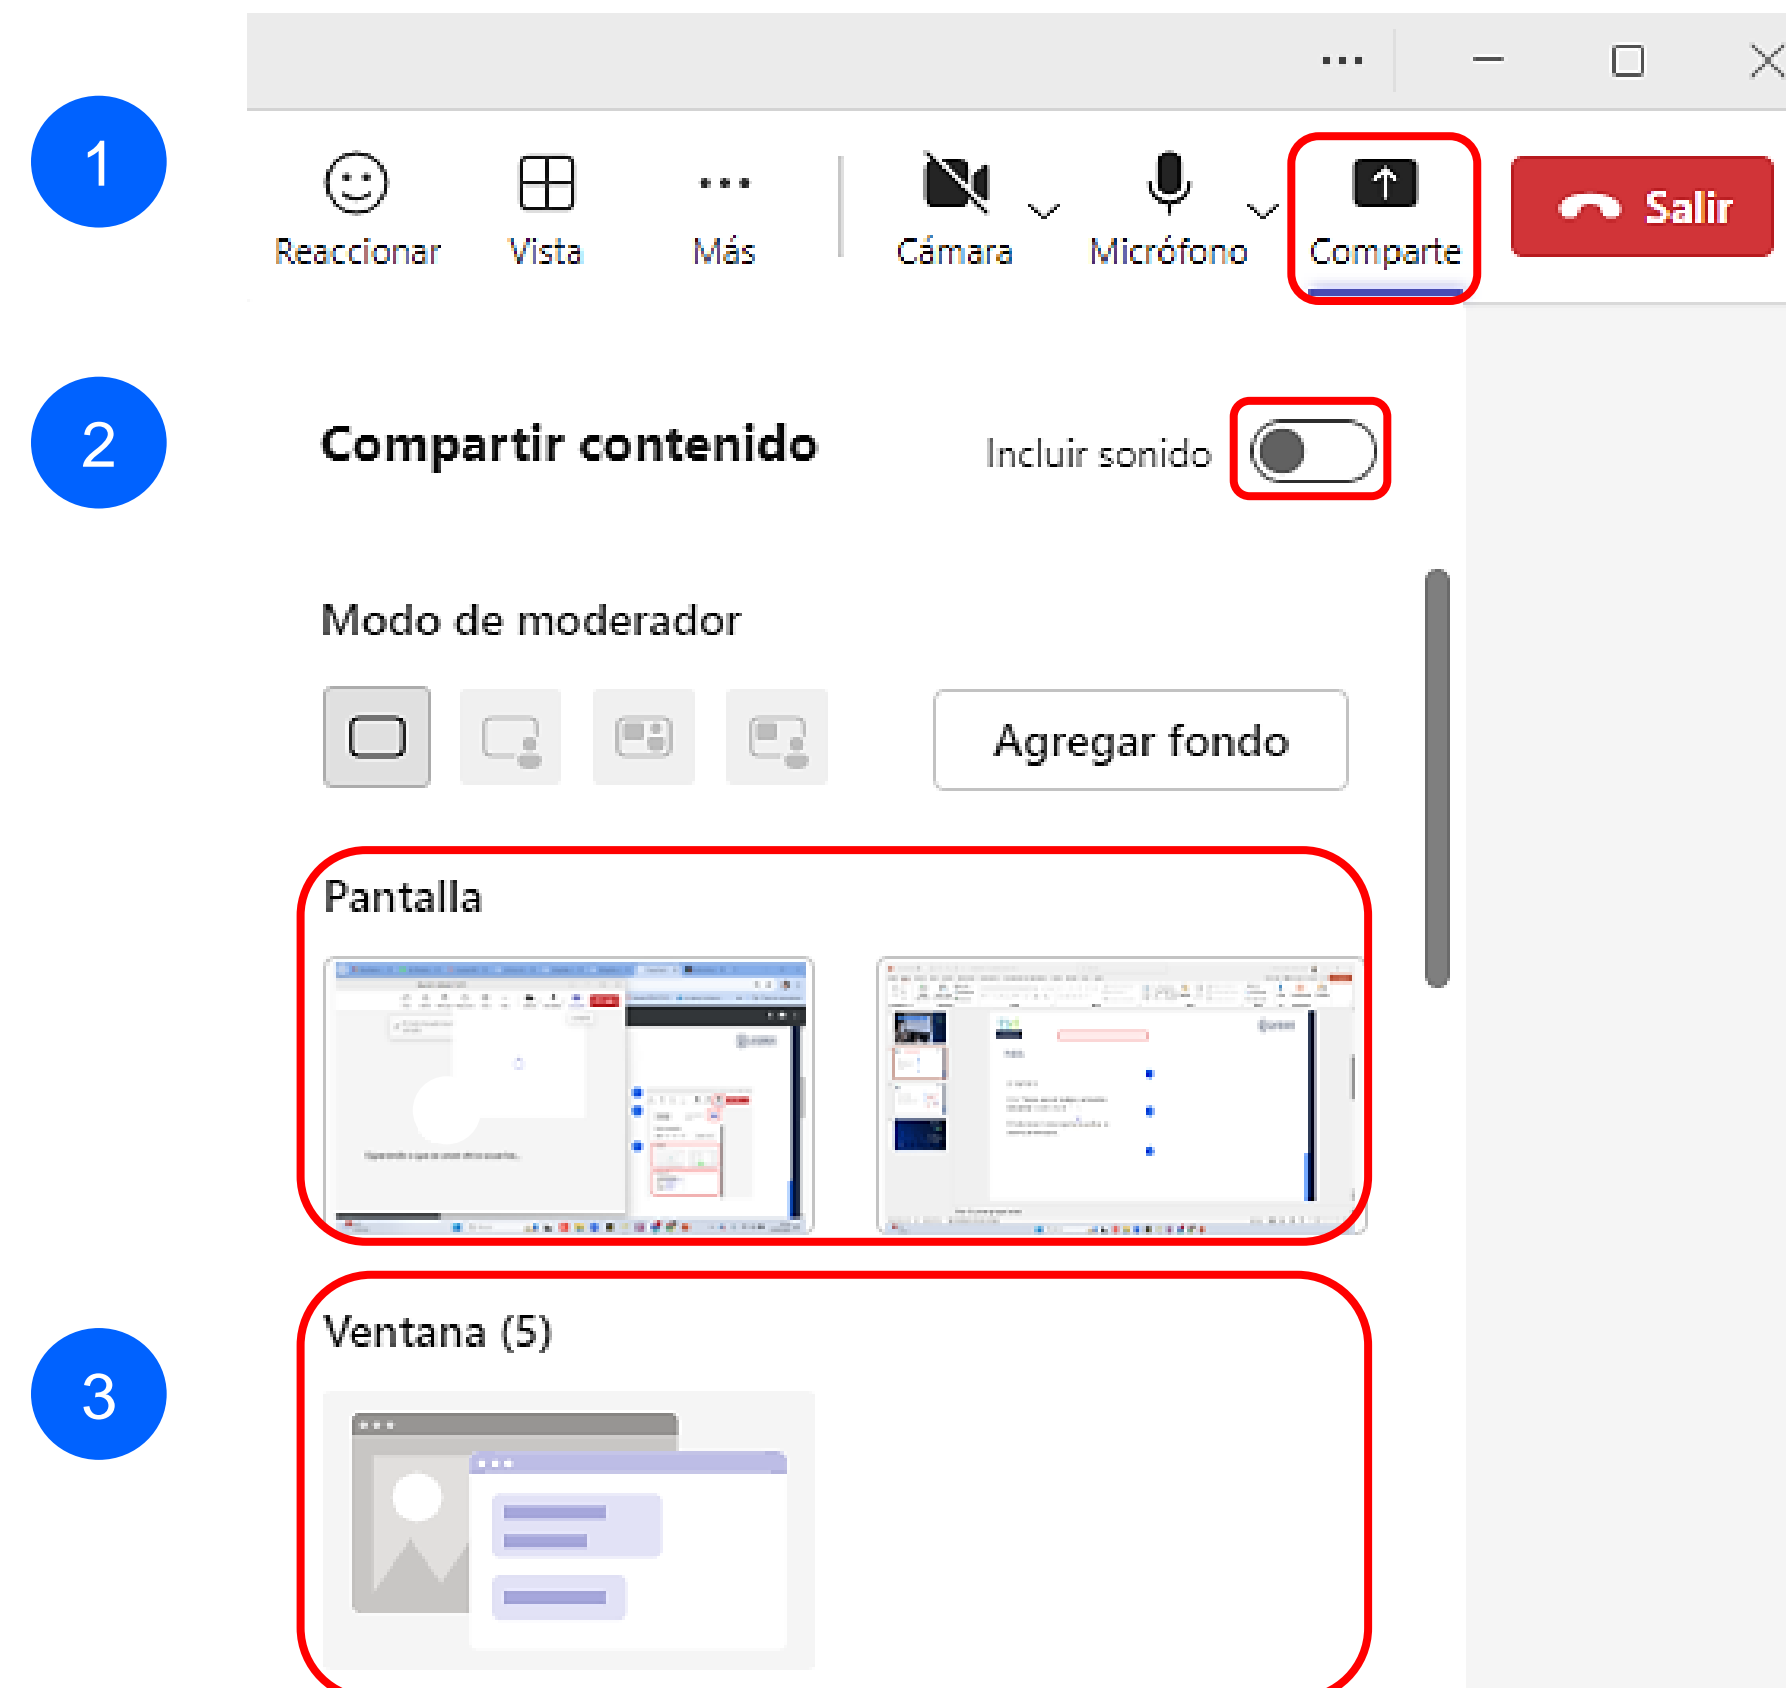 1
Reaccionar Vista Más Cámara Micrófono Comparte Salir
2
Compartir contenido Incluir sonido
Modo de moderador
Agregar fondo
Pantalla
Ventana (5)
3